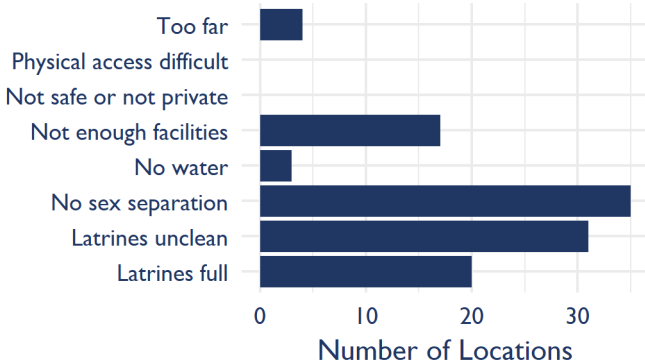 Too far
Physical access difficult
Not safe or not private
Not enough facilities
No water
No sex separation
Latrines unclean
Latrines full
0 10 20 30
Number of Locations